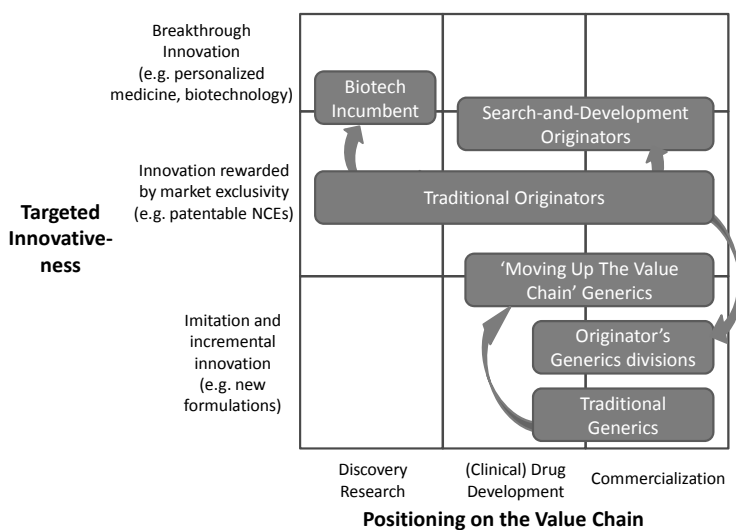 Breakthrough
Innovation
(e.g. personalized
medicine, biotechnology)
Biotech
Incumbent
Search-and-Development
Originators
Innovation rewarded
by market exclusivity
(e.g. patentable NCEs)
Traditional Originators
Targeted
Innovative-
ness
'Moving Up The Value
Chain' Generics
Imitation and
incremental
innovation
(e.g. new
formulations)
Originator's
Generics divisions
Traditional
Generics
Discovery
Research
(Clinical) Drug
Development
Commercialization
Positioning on the Value Chain